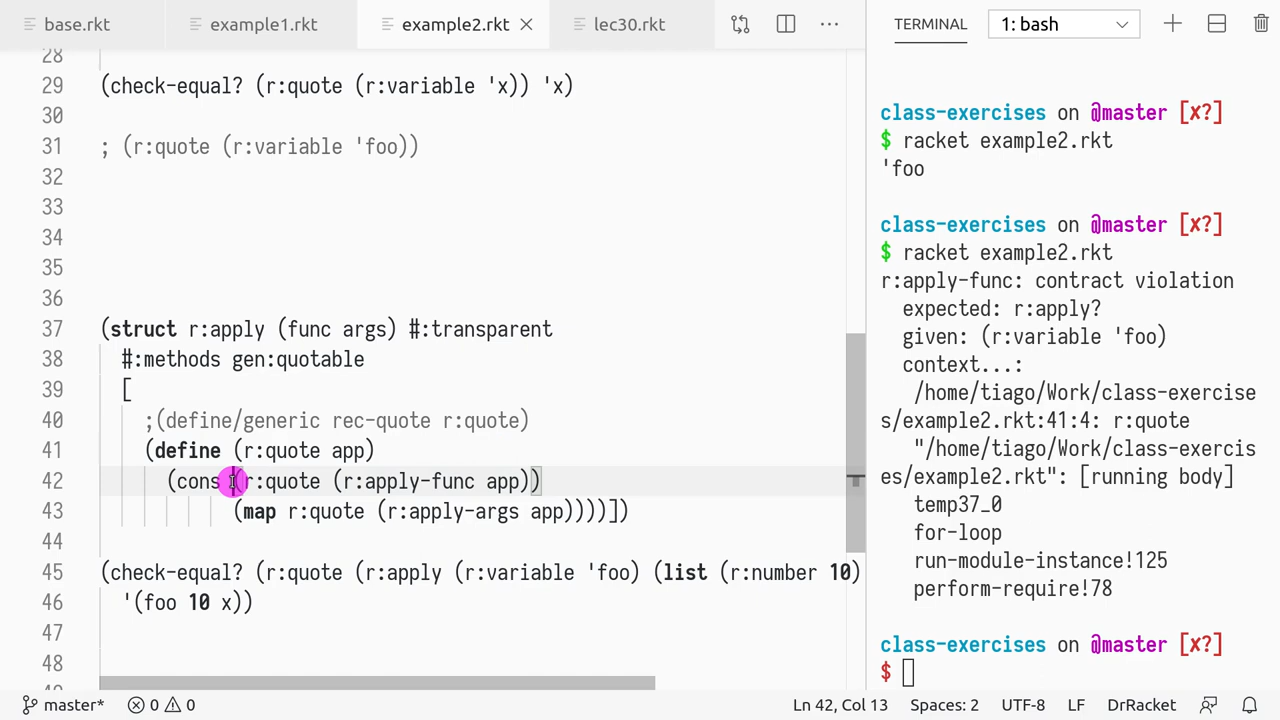 base.rkt example1.rkt example2.rkt lec30.rkt TERMINAL 1: bash
28
29 (check-equal? (r:quote (r:variable 'x)) 'x)
30
31 ; (r:quote (r:variable 'foo))
32
33
34
35
36
37 (struct r:apply (func args) #:transparent
38 #:methods gen:quotable
39 [
40 ;(define/generic rec-quote r:quote)
41 (define (r:quote app)
42 (cons (r:quote (r:apply-func app))
43 (map r:quote (r:apply-args app))))])
44
45 (check-equal? (r:quote (r:apply (r:variable 'foo) (list (r:number 10)
46 '(foo 10 x))
47
48
class-exercises on @master [✘?]
$ racket example2.rkt
'foo
class-exercises on @master [✘?]
$ racket example2.rkt
r:apply-func: contract violation
expected: r:apply?
given: (r:variable 'foo)
context...:
/home/tiago/Work/class-exercise
s/example2.rkt:41:4: r:quote
"/home/tiago/Work/class-exercis
es/example2.rkt": [running body]
temp37_0
for-loop
run-module-instance!125
perform-require!78
class-exercises on @master [✘?]
$
master* 0 0 Ln 42, Col 13 Spaces: 2 UTF-8 LF DrRacket